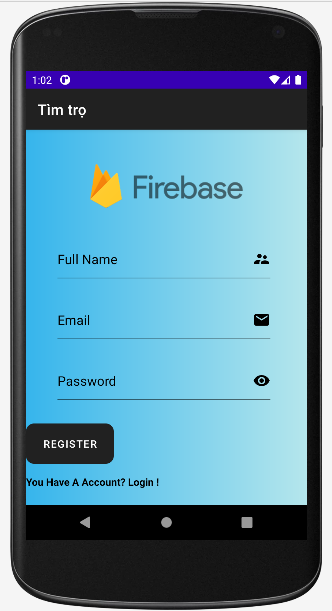 1:02
Tìm trọ
Firebase
Full Name
Email
Password
REGISTER
You Have A Account? Login !